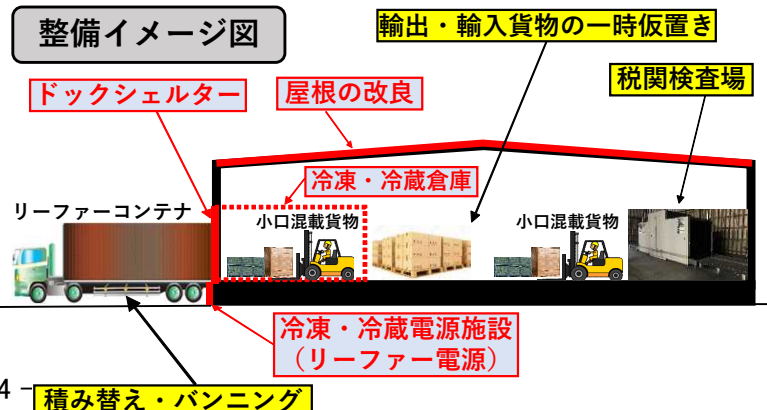 整備イメージ図
輸出・輸入貨物の一時仮置き
税関検査場
ドックシェルター
屋根の改良
冷凍・冷蔵倉庫
リーファーコンテナ
小口混載貨物
小口混載貨物
冷凍・冷蔵電源施設
（リーファー電源）
4 -
積み替え・バンニング